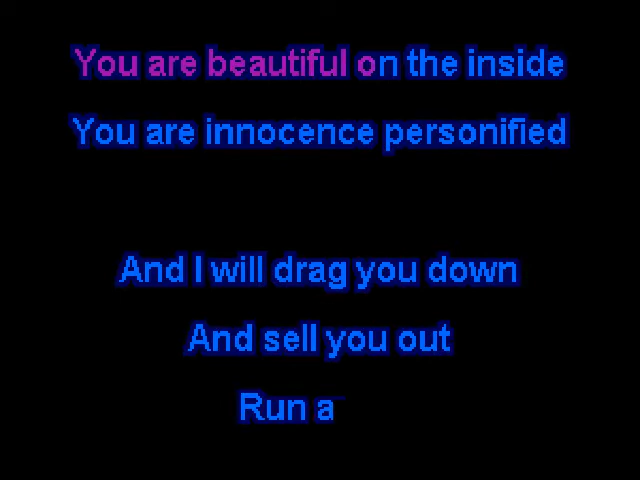 You are beautiful on the inside
You are innocence personified
And I will drag you down
And sell you out
Run a